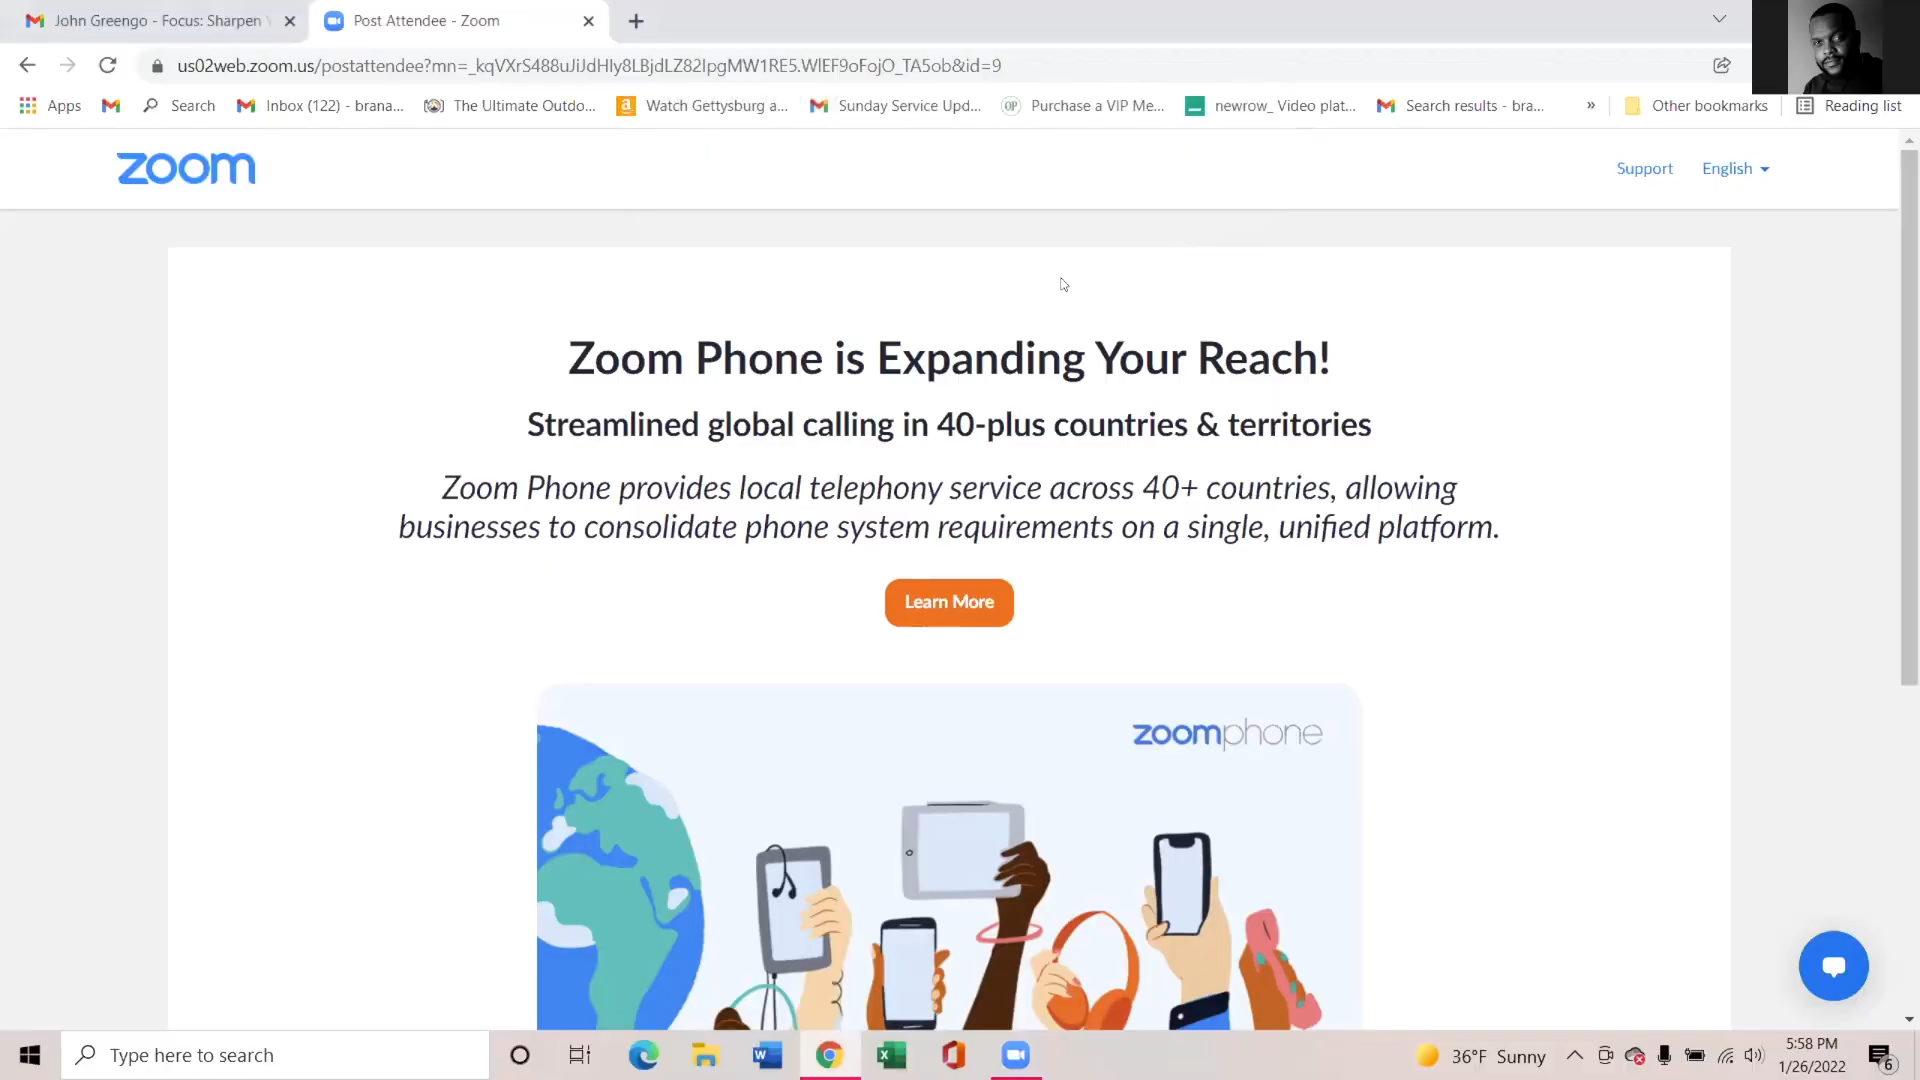 John Greengo - Focus: Sharpen
Post Attendee - Zoom
us02web.zoom.us/postattendee?mn=_kqVXrS488uJiJdHIy8LBjdLZ82IpgMW1RE5.WlEF9oFojO_TA5ob&id=9
Apps
Search
Inbox (122) - brana...
The Ultimate Outdo...
Watch Gettysburg a...
Sunday Service Upd...
OP
Purchase a VIP Me...
newrow_ Video plat...
Search results - bra...
»
Other bookmarks
Reading list
zoom
Support
English
Zoom Phone is Expanding Your Reach!
Streamlined global calling in 40-plus countries & territories
Zoom Phone provides local telephony service across 40+ countries, allowing
businesses to consolidate phone system requirements on a single, unified platform.
Learn More
zoomphone
Type here to search
36°F Sunny
5:58 PM
1/26/2022
6